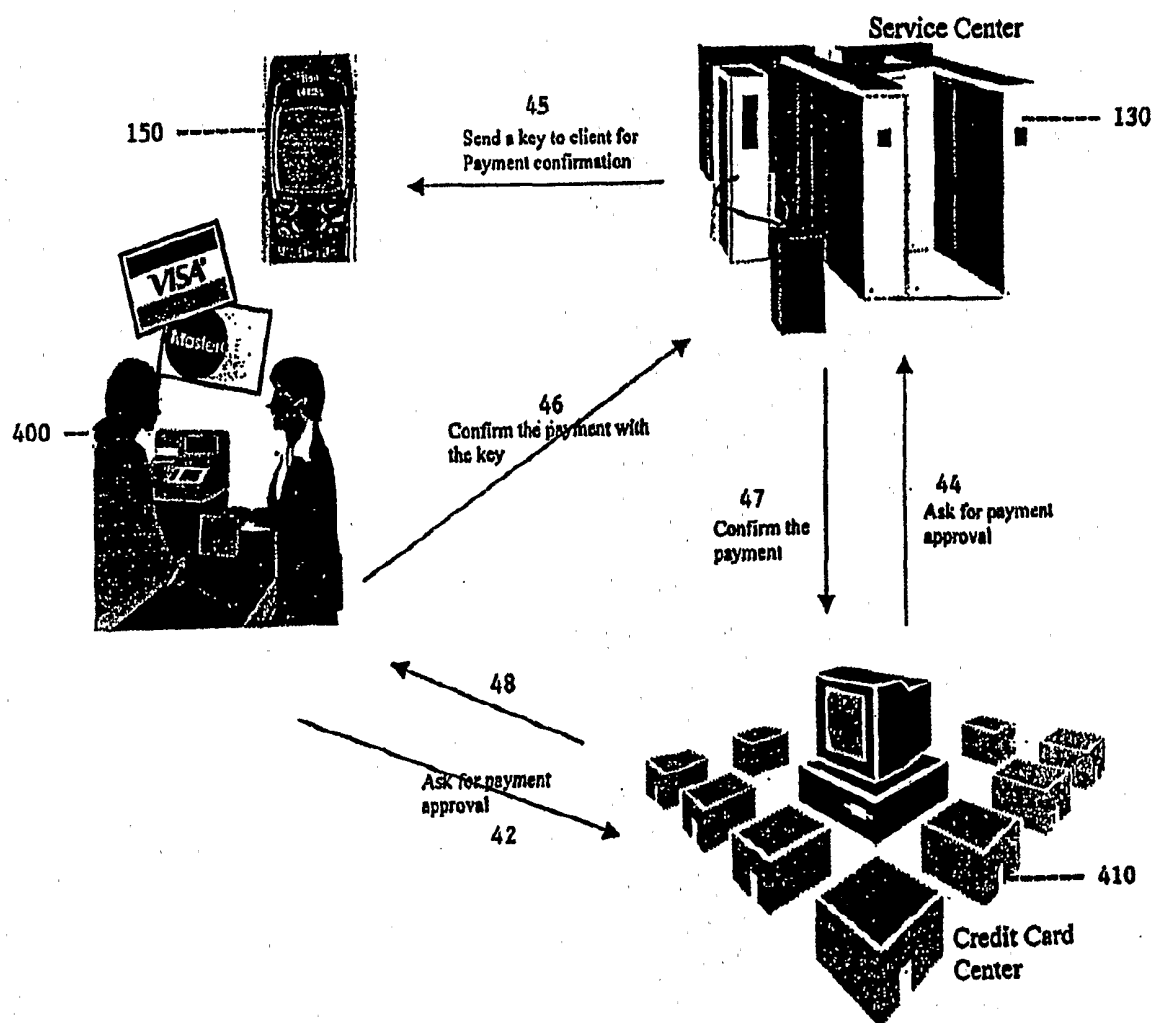 Service Center
45
Send a key to client for
Payment confirmation
150
130
VISA
Master
400
46
Confirm the payment with
the key
47
Confirm the
payment
44
Ask for payment
approval
48
Ask for payment
approval
42
410
Credit Card
Center